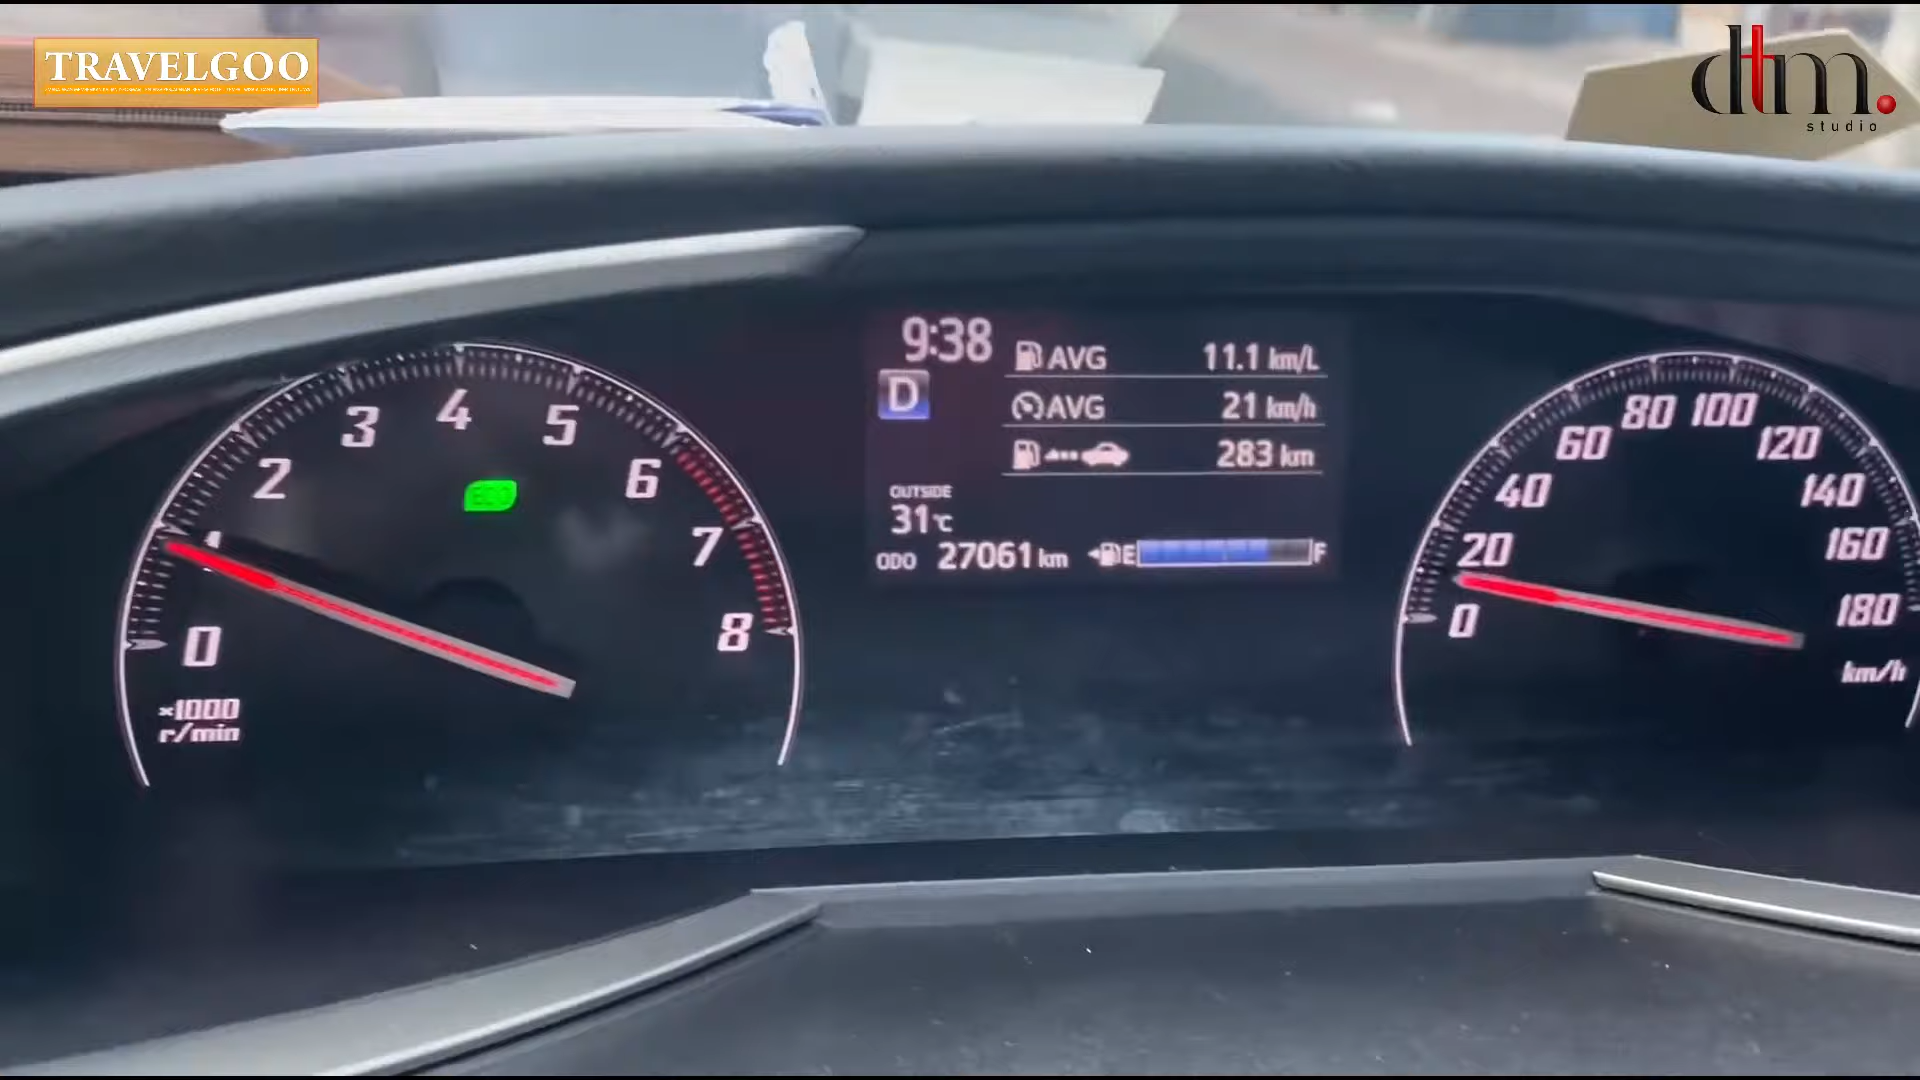 TRAVELGOO
dtm.
studio
9:38
D
AVG 11.1 km/L
AVG 21 km/h
283 km
OUTSIDE
31℃
ODO 27061 km E F
0 1 2 3 4 5 6 7 8
×1000
r/min
0 20 40 60 80 100 120 140 160 180
km/h